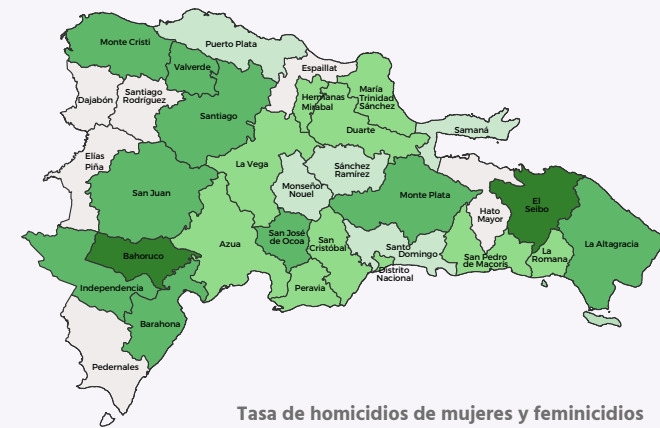 Monte Cristi
Puerto Plata
Valverde
Espaillat
Dajabón
Santiago
Rodríguez
Hermanas
Mirabal
María
Trinidad
Sánchez
Santiago
Duarte
Samaná
Elías
Piña
La Vega
Sánchez
Ramírez
San Juan
Monseñor
Nouel
Monte Plata
El
Seibo
Hato
Mayor
Azua
San José
de Ocoa
San
Cristóbal
Santo
Domingo
La Altagracia
Bahoruco
San Pedro
de Macorís
La
Romana
Distrito
Nacional
Independencia
Peravia
Barahona
Pedernales
Tasa de homicidios de mujeres y feminicidios